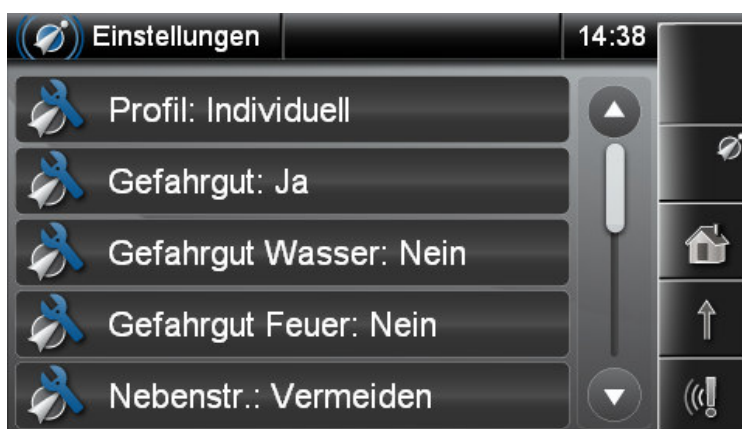 Einstellungen
14:38
Profil: Individuell
Gefahrgut: Ja
Gefahrgut Wasser: Nein
Gefahrgut Feuer: Nein
Nebenstr.: Vermeiden